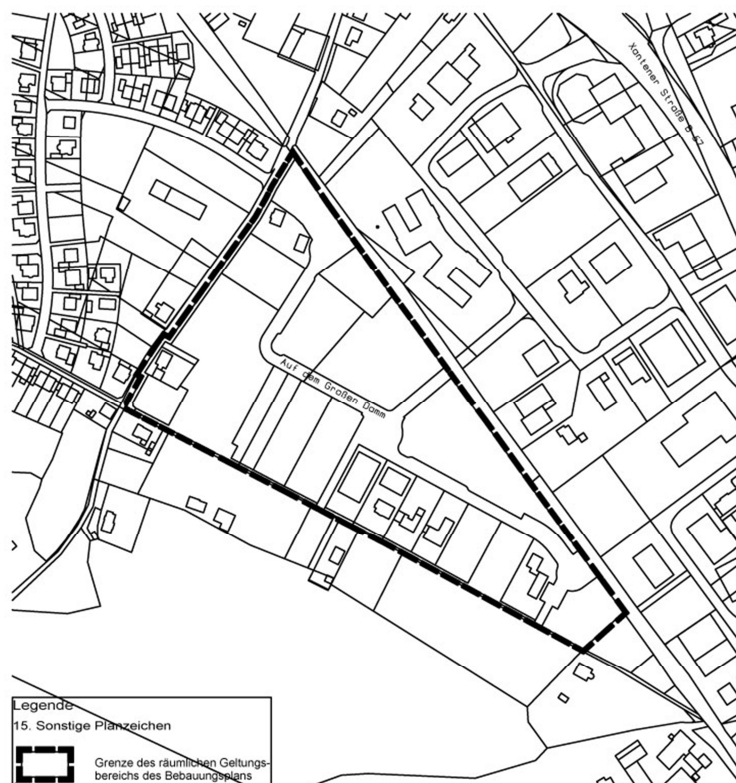 Xantener Straße B 57
Auf dem Großen Damm
Legende
15. Sonstige Planzeichen
Grenze des räumlichen Geltungs-
bereichs des Bebauungsplans